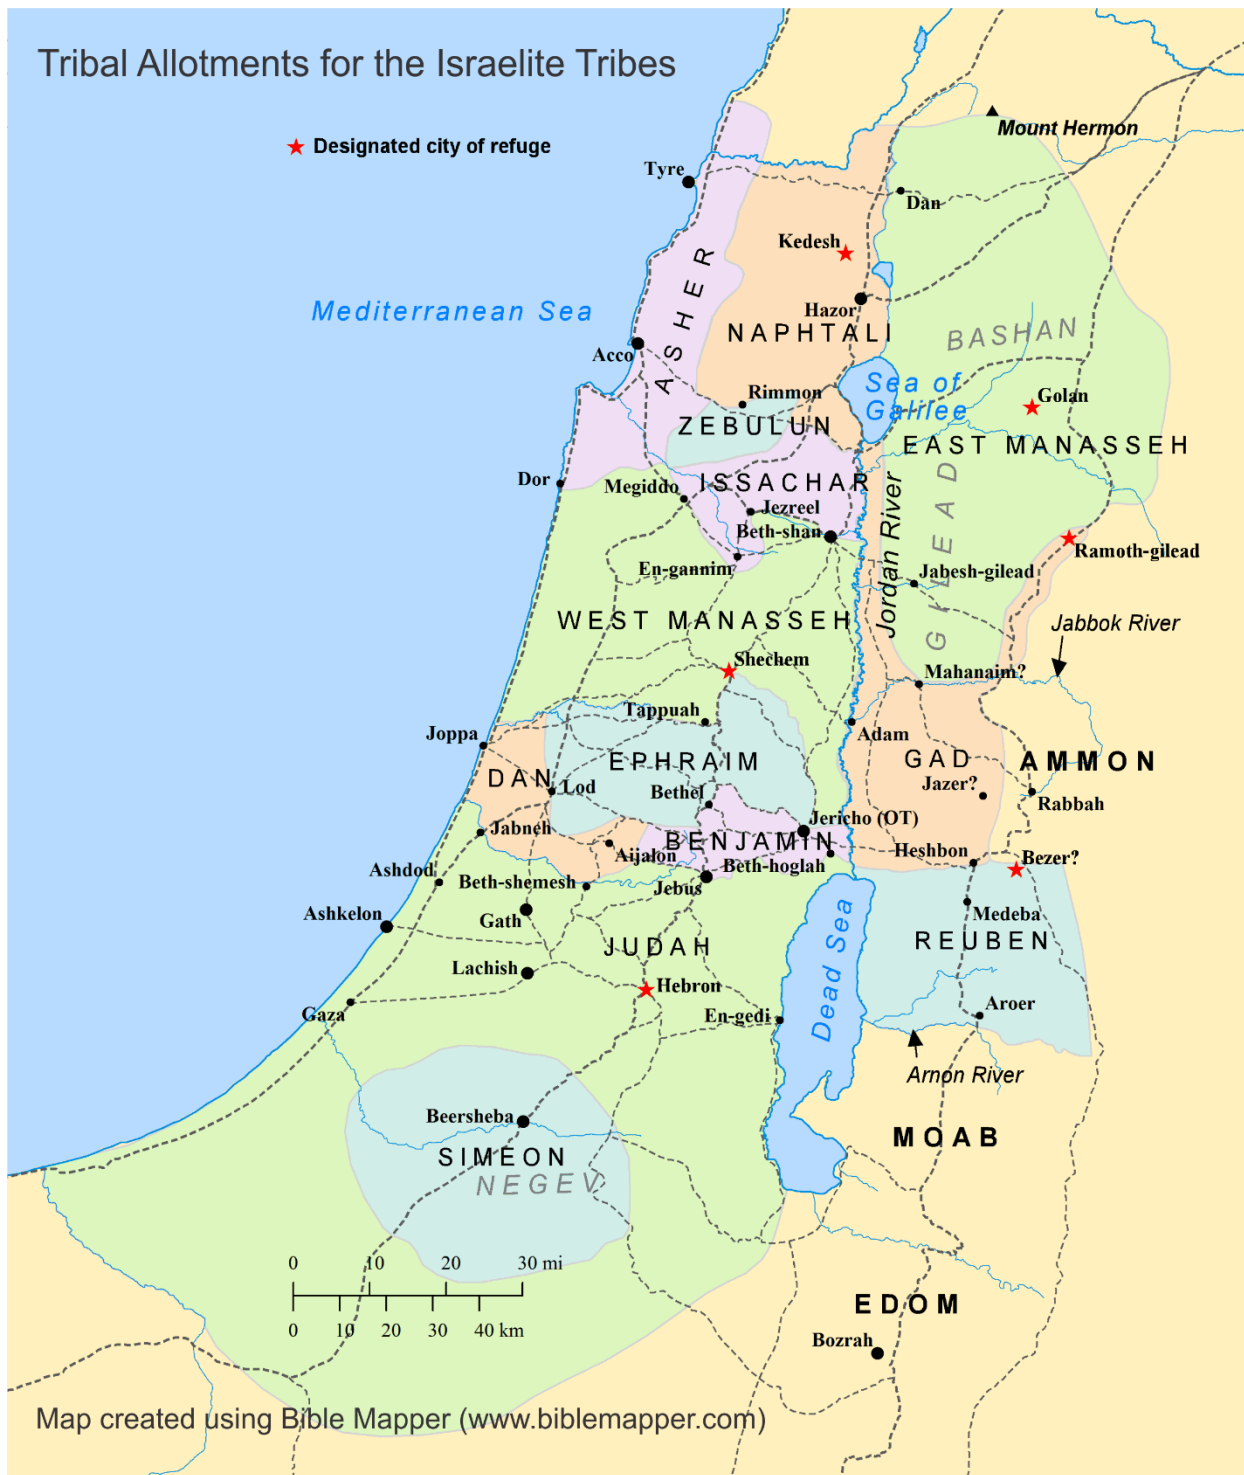 Tribal Allotments for the Israelite Tribes
★ Designated city of refuge
Mount Hermon
Tyre
Dan
Kedesh
ASHER
Mediterranean Sea
Hazor
NAPHTALI
BASHAN
Acco
Sea of
Galilee
Rimmon
Golan
ZEBULUN
EAST MANASSEH
Dor
Megiddo
ISSACHAR
Jezreel
Beth-shan
Jordan River
GILEAD
Ramoth-gilead
En-gannim
Jabesh-gilead
WEST MANASSEH
Jabbok River
Shechem
Mahanaim?
Tappuah
Joppa
Adam
EPHRAIM
GAD
AMMON
DAN
Lod
Bethel
Jazer?
Rabbah
Jericho (OT)
Jabneh
BENJAMIN
Aijalon
Beth-hoglah
Heshbon
Bezer?
Ashdod
Beth-shemesh
Jebus
Ashkelon
Gath
Medeba
JUDAH
REUBEN
Lachish
Hebron
Dead Sea
Gaza
En-gedi
Aroer
Arnon River
Beersheba
MOAB
SIMEON
NEGEV
0 10 20 30 mi
0 10 20 30 40 km
EDOM
Bozrah
Map created using Bible Mapper (www.biblemapper.com)